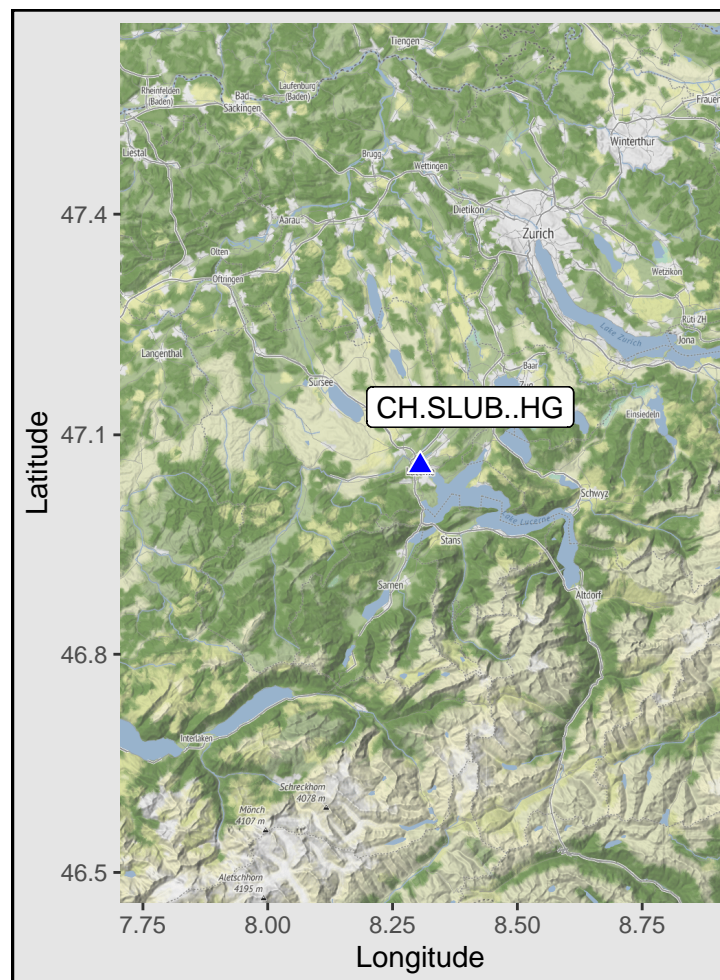 Tiengen
Rheinfelden
(Baden)
Laufenburg
(Baden)
Bad
Säckingen
Frauen
Winterthur
Liestal
Brugg
Wettingen
47.4
Aarau
Dietikon
Zurich
Olten
Oftringen
Wetzikon
Rüti ZH
Lake Zurich
Jona
Langenthal
Baar
Sursee
Zug
CH.SLUB..HG
Einsiedeln
47.1
Latitude
Schwyz
Lake Lucerne
Stans
Sarnen
Altdorf
46.8
Interlaken
Schreckhorn
4078 m
Mönch
4107 m
Aletschhorn
4195 m
46.5
7.75 8.00 8.25 8.50 8.75
Longitude